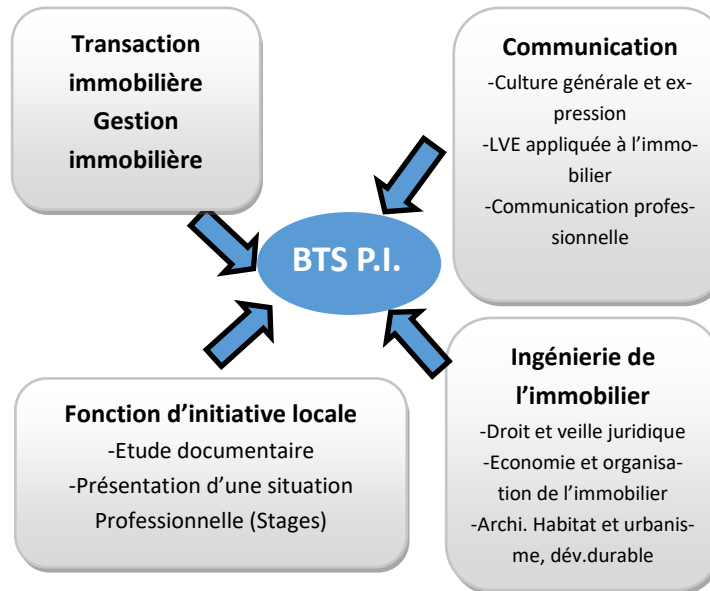 Transaction
immobilière
Gestion
immobilière
Communication
-Culture générale et ex-
pression
-LVE appliquée à l’immo-
bilier
-Communication profes-
sionnelle
BTS P.I.
Fonction d’initiative locale
-Etude documentaire
-Présentation d’une situation
Professionnelle (Stages)
Ingénierie de
l’immobilier
-Droit et veille juridique
-Economie et organisa-
tion de l’immobilier
-Archi. Habitat et urbanis-
me, dév.durable